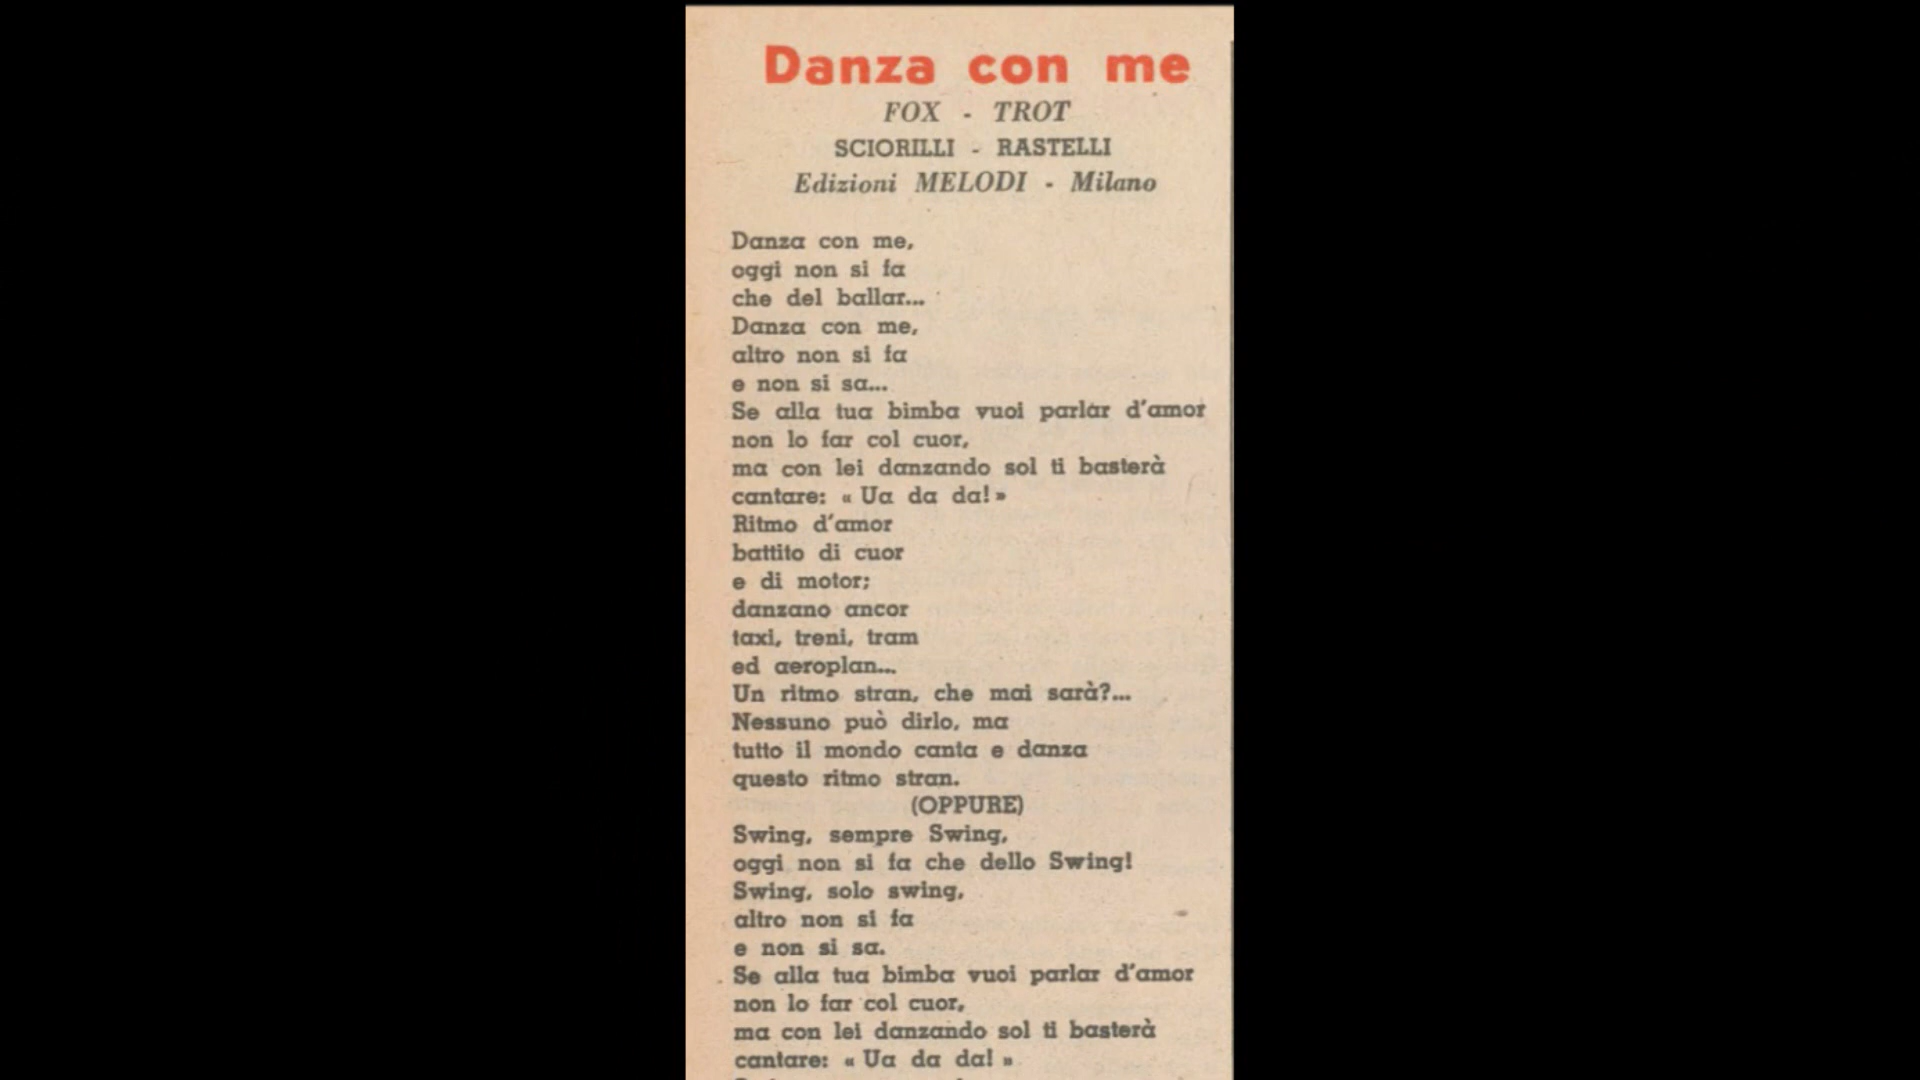 Danza con me
FOX - TROT
SCIORILLI - RASTELLI
Edizioni MELODI - Milano
Danza con me,
oggi non si fa
che del ballar...
Danza con me,
altro non si fa
e non si sa...
Se alla tua bimba vuoi parlar d'amor
non lo far col cuor,
ma con lei danzando sol ti basterà
cantare: « Ua da da! »
Ritmo d'amor
battito di cuor
e di motor;
danzano ancor
taxi, treni, tram
ed aeroplan...
Un ritmo stran, che mai sarà?...
Nessuno può dirlo, ma
tutto il mondo canta e danza
questo ritmo stran.
(OPPURE)
Swing, sempre Swing,
oggi non si fa che dello Swing!
Swing, solo swing,
altro non si fa
e non si sa.
Se alla tua bimba vuoi parlar d'amor
non lo far col cuor,
ma con lei danzando sol ti basterà
cantare: « Ua da da! »